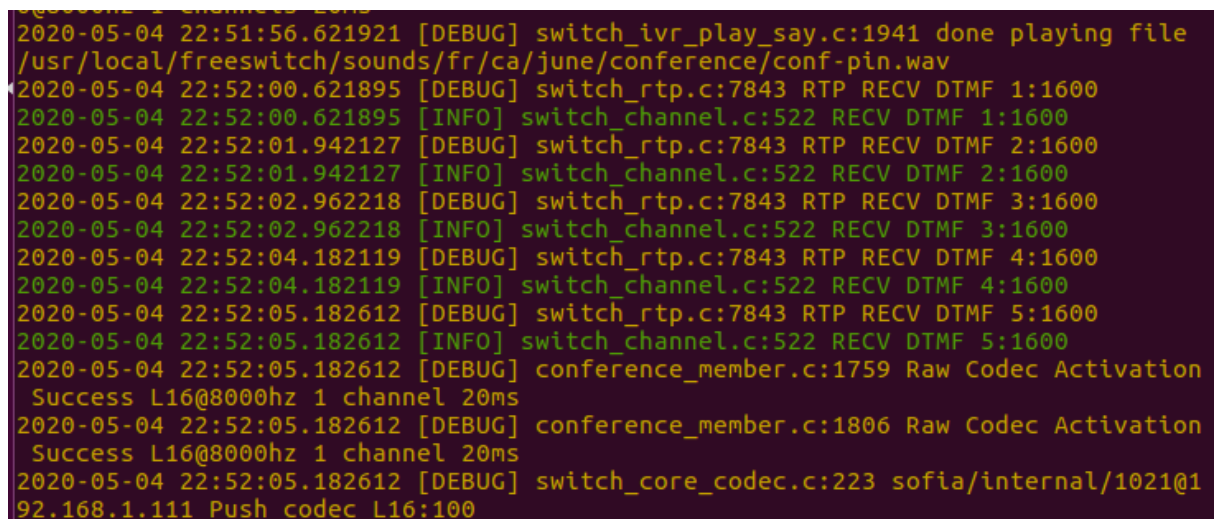 0@8000hz 1 channels 20ms
2020-05-04 22:51:56.621921 [DEBUG] switch_ivr_play_say.c:1941 done playing file
/usr/local/freeswitch/sounds/fr/ca/june/conference/conf-pin.wav
2020-05-04 22:52:00.621895 [DEBUG] switch_rtp.c:7843 RTP RECV DTMF 1:1600
2020-05-04 22:52:00.621895 [INFO] switch_channel.c:522 RECV DTMF 1:1600
2020-05-04 22:52:01.942127 [DEBUG] switch_rtp.c:7843 RTP RECV DTMF 2:1600
2020-05-04 22:52:01.942127 [INFO] switch_channel.c:522 RECV DTMF 2:1600
2020-05-04 22:52:02.962218 [DEBUG] switch_rtp.c:7843 RTP RECV DTMF 3:1600
2020-05-04 22:52:02.962218 [INFO] switch_channel.c:522 RECV DTMF 3:1600
2020-05-04 22:52:04.182119 [DEBUG] switch_rtp.c:7843 RTP RECV DTMF 4:1600
2020-05-04 22:52:04.182119 [INFO] switch_channel.c:522 RECV DTMF 4:1600
2020-05-04 22:52:05.182612 [DEBUG] switch_rtp.c:7843 RTP RECV DTMF 5:1600
2020-05-04 22:52:05.182612 [INFO] switch_channel.c:522 RECV DTMF 5:1600
2020-05-04 22:52:05.182612 [DEBUG] conference_member.c:1759 Raw Codec Activation
Success L16@8000hz 1 channel 20ms
2020-05-04 22:52:05.182612 [DEBUG] conference_member.c:1806 Raw Codec Activation
Success L16@8000hz 1 channel 20ms
2020-05-04 22:52:05.182612 [DEBUG] switch_core_codec.c:223 sofia/internal/1021@1
92.168.1.111 Push codec L16:100